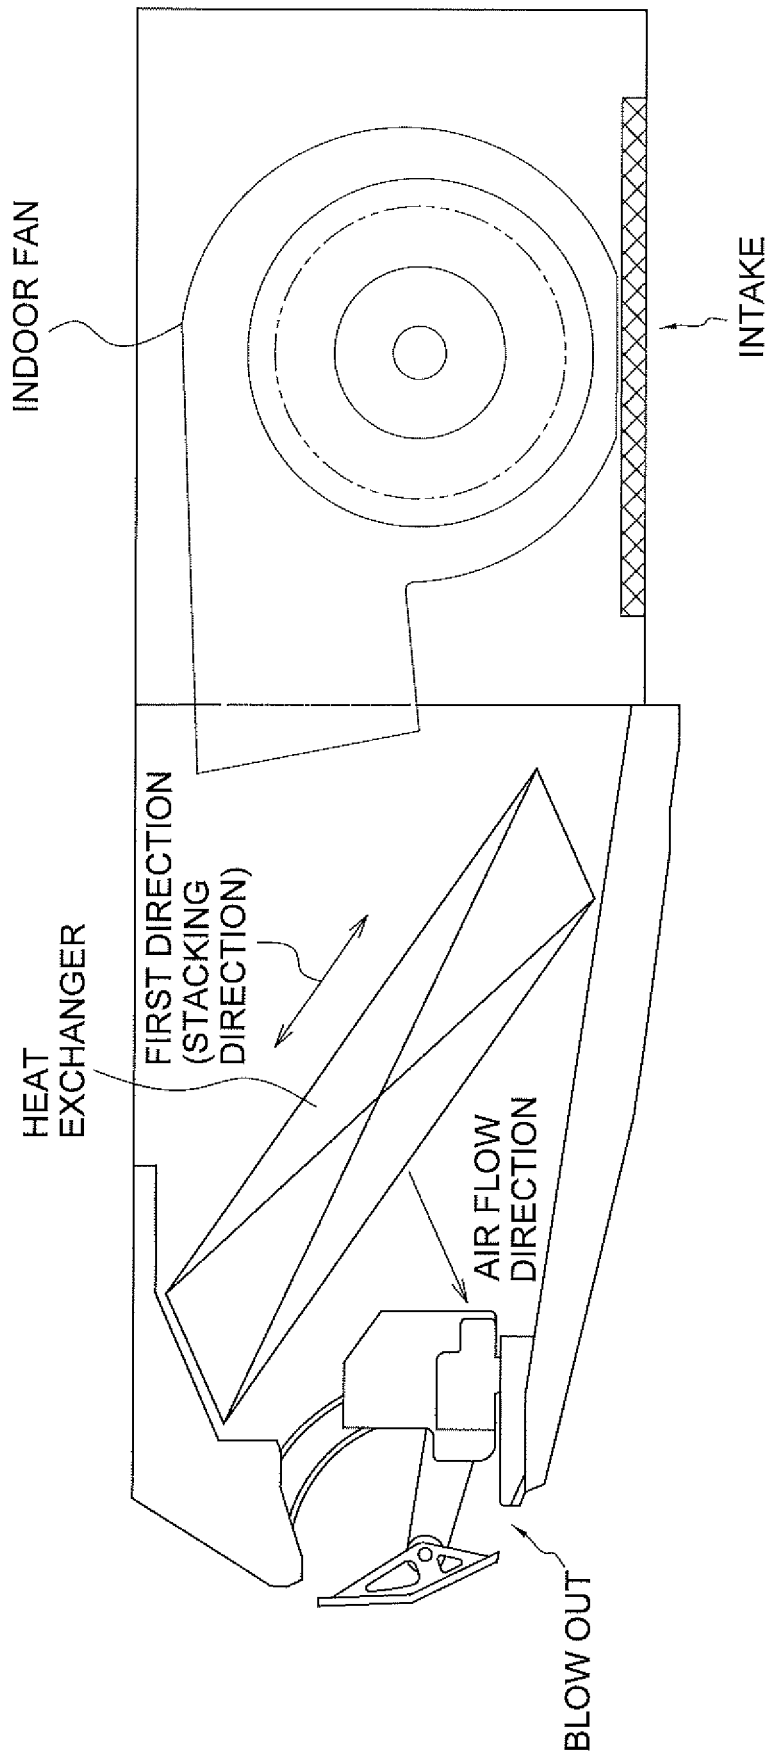 INDOOR FAN
INTAKE
FIRST DIRECTION
(STACKING
DIRECTION)
HEAT
EXCHANGER
AIR FLOW
DIRECTION
BLOW OUT